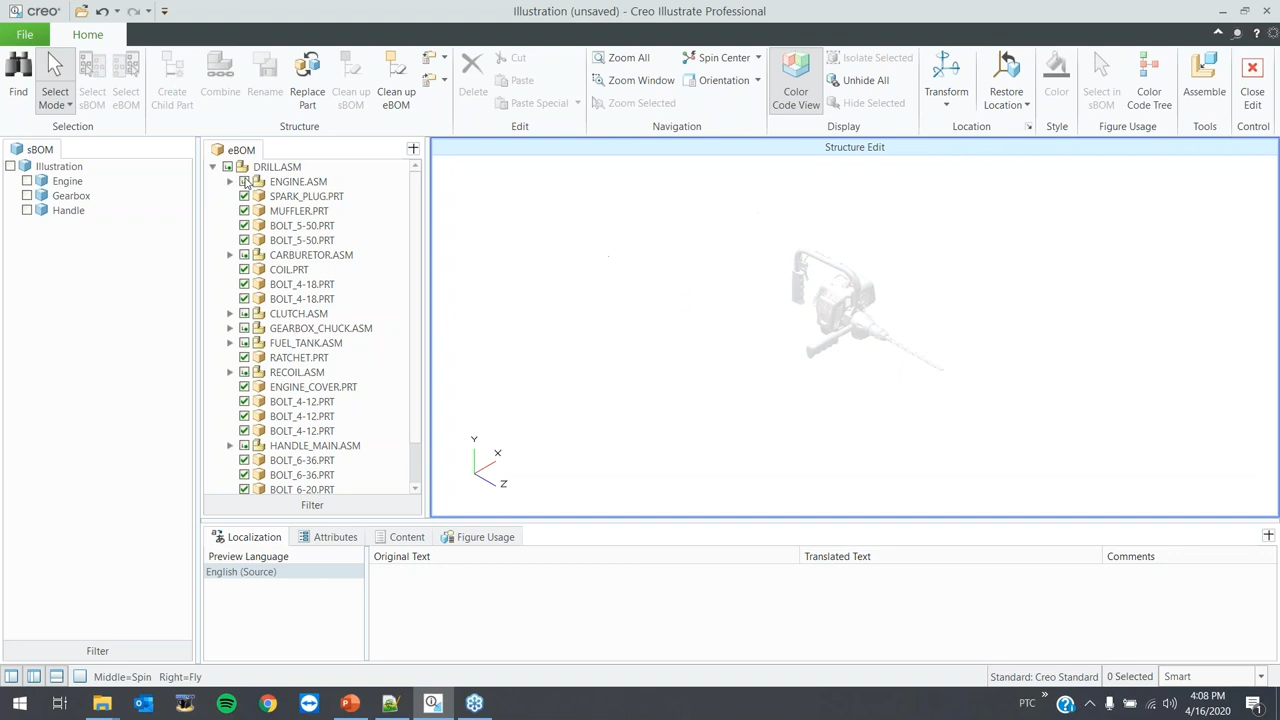 creo
Illustration (unsaved) - Creo Illustrate Professional
File
Home
Find
Select Mode
Select sBOM
Select eBOM
Selection
Create Child Part
Combine
Rename
Replace Part
Clean up sBOM
Clean up eBOM
Structure
Delete
Cut
Paste
Paste Special
Edit
Zoom All
Zoom Window
Zoom Selected
Spin Center
Orientation
Navigation
Color Code View
Isolate Selected
Unhide All
Hide Selected
Display
Transform
Restore Location
Location
Color
Style
Select in sBOM
Color Code Tree
Figure Usage
Assemble
Tools
Close Edit
Control
sBOM
Illustration
Engine
Gearbox
Handle
Filter
eBOM
DRILL.ASM
ENGINE.ASM
SPARK_PLUG.PRT
MUFFLER.PRT
BOLT_5-50.PRT
BOLT_5-50.PRT
CARBURETOR.ASM
COIL.PRT
BOLT_4-18.PRT
BOLT_4-18.PRT
CLUTCH.ASM
GEARBOX_CHUCK.ASM
FUEL_TANK.ASM
RATCHET.PRT
RECOIL.ASM
ENGINE_COVER.PRT
BOLT_4-12.PRT
BOLT_4-12.PRT
BOLT_4-12.PRT
HANDLE_MAIN.ASM
BOLT_6-36.PRT
BOLT_6-36.PRT
BOLT_6-20.PRT
Filter
Structure Edit
Y
X
Z
Localization
Attributes
Content
Figure Usage
Preview Language
Original Text
Translated Text
Comments
English (Source)
Middle=Spin
Right=Fly
Standard: Creo Standard
0 Selected
Smart
PTC
4:08 PM
4/16/2020